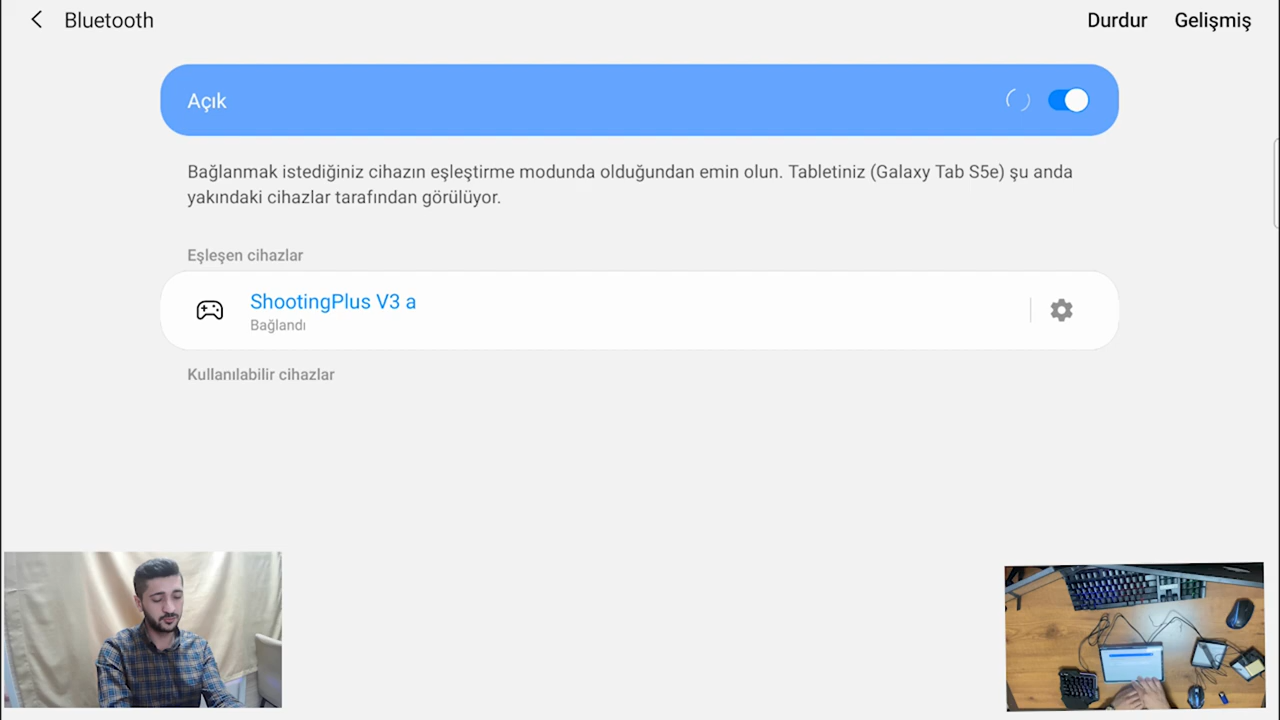 Bluetooth
Durdur
Gelişmiş
Açık
Bağlanmak istediğiniz cihazın eşleştirme modunda olduğundan emin olun. Tabletiniz (Galaxy Tab S5e) şu anda
yakındaki cihazlar tarafından görülüyor.
Eşleşen cihazlar
ShootingPlus V3 a
Bağlandı
Kullanılabilir cihazlar